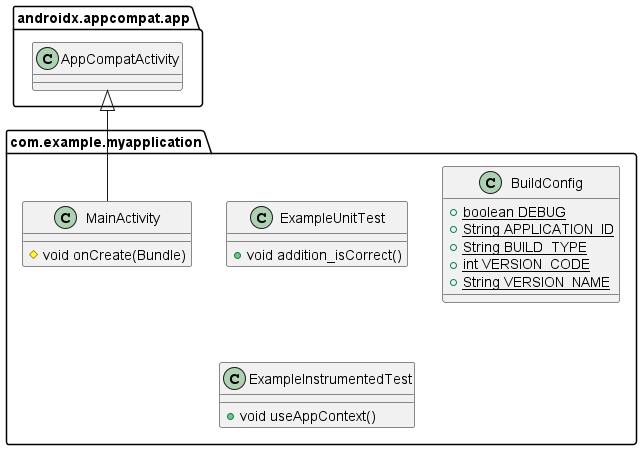 androidx.appcompat.app
C AppCompatActivity
com.example.myapplication
C MainActivity
void onCreate(Bundle)
C ExampleUnitTest
void addition_isCorrect()
C BuildConfig
boolean DEBUG
String APPLICATION_ID
String BUILD_TYPE
int VERSION_CODE
String VERSION_NAME
C ExampleInstrumentedTest
void useAppContext()